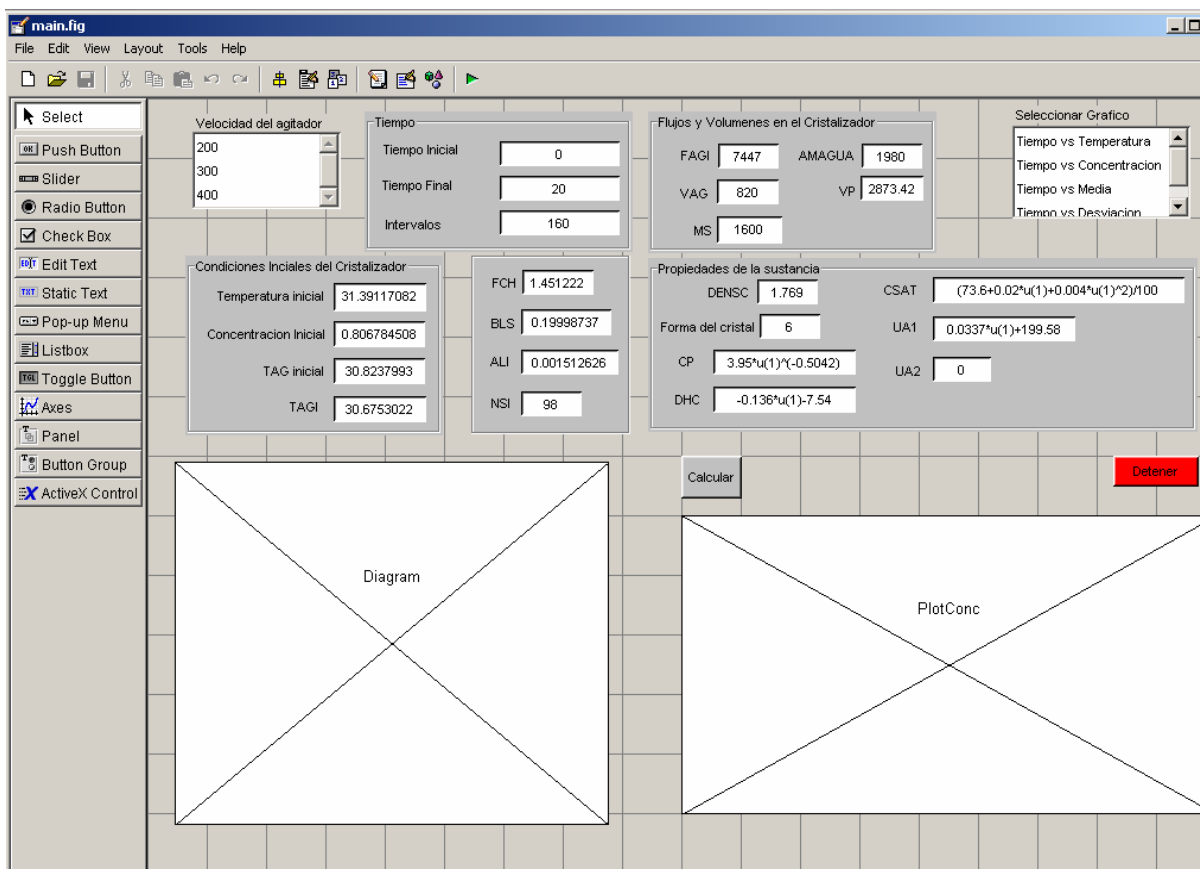 main.fig
File Edit View Layout Tools Help
Select
Push Button
Slider
Radio Button
Check Box
Edit Text
Static Text
Pop-up Menu
Listbox
Toggle Button
Axes
Panel
Button Group
ActiveX Control
Velocidad del agitador
200
300
400
Tiempo
Tiempo Inicial 0
Tiempo Final 20
Intervalos 160
Flujos y Volumenes en el Cristalizador
FAGI 7447 AMAGUA 1980
VAG 820 VP 2873.42
MS 1600
Seleccionar Grafico
Tiempo vs Temperatura
Tiempo vs Concentracion
Tiempo vs Media
Tiempo vs Desviacion
Condiciones Inciales del Cristalizador
Temperatura inicial 31.39117082
Concentracion Inicial 0.806784508
TAG inicial 30.8237993
TAGI 30.6753022
FCH 1.451222
BLS 0.19998737
ALI 0.001512626
NSI 98
Propiedades de la sustancia
DENSC 1.769 CSAT (73.6+0.02*u(1)+0.004*u(1)^2)/100
Forma del cristal 6 UA1 0.0337*u(1)+199.58
CP 3.95*u(1)^(-0.5042) UA2 0
DHC -0.136*u(1)-7.54
Calcular
Detener
Diagram
PlotConc